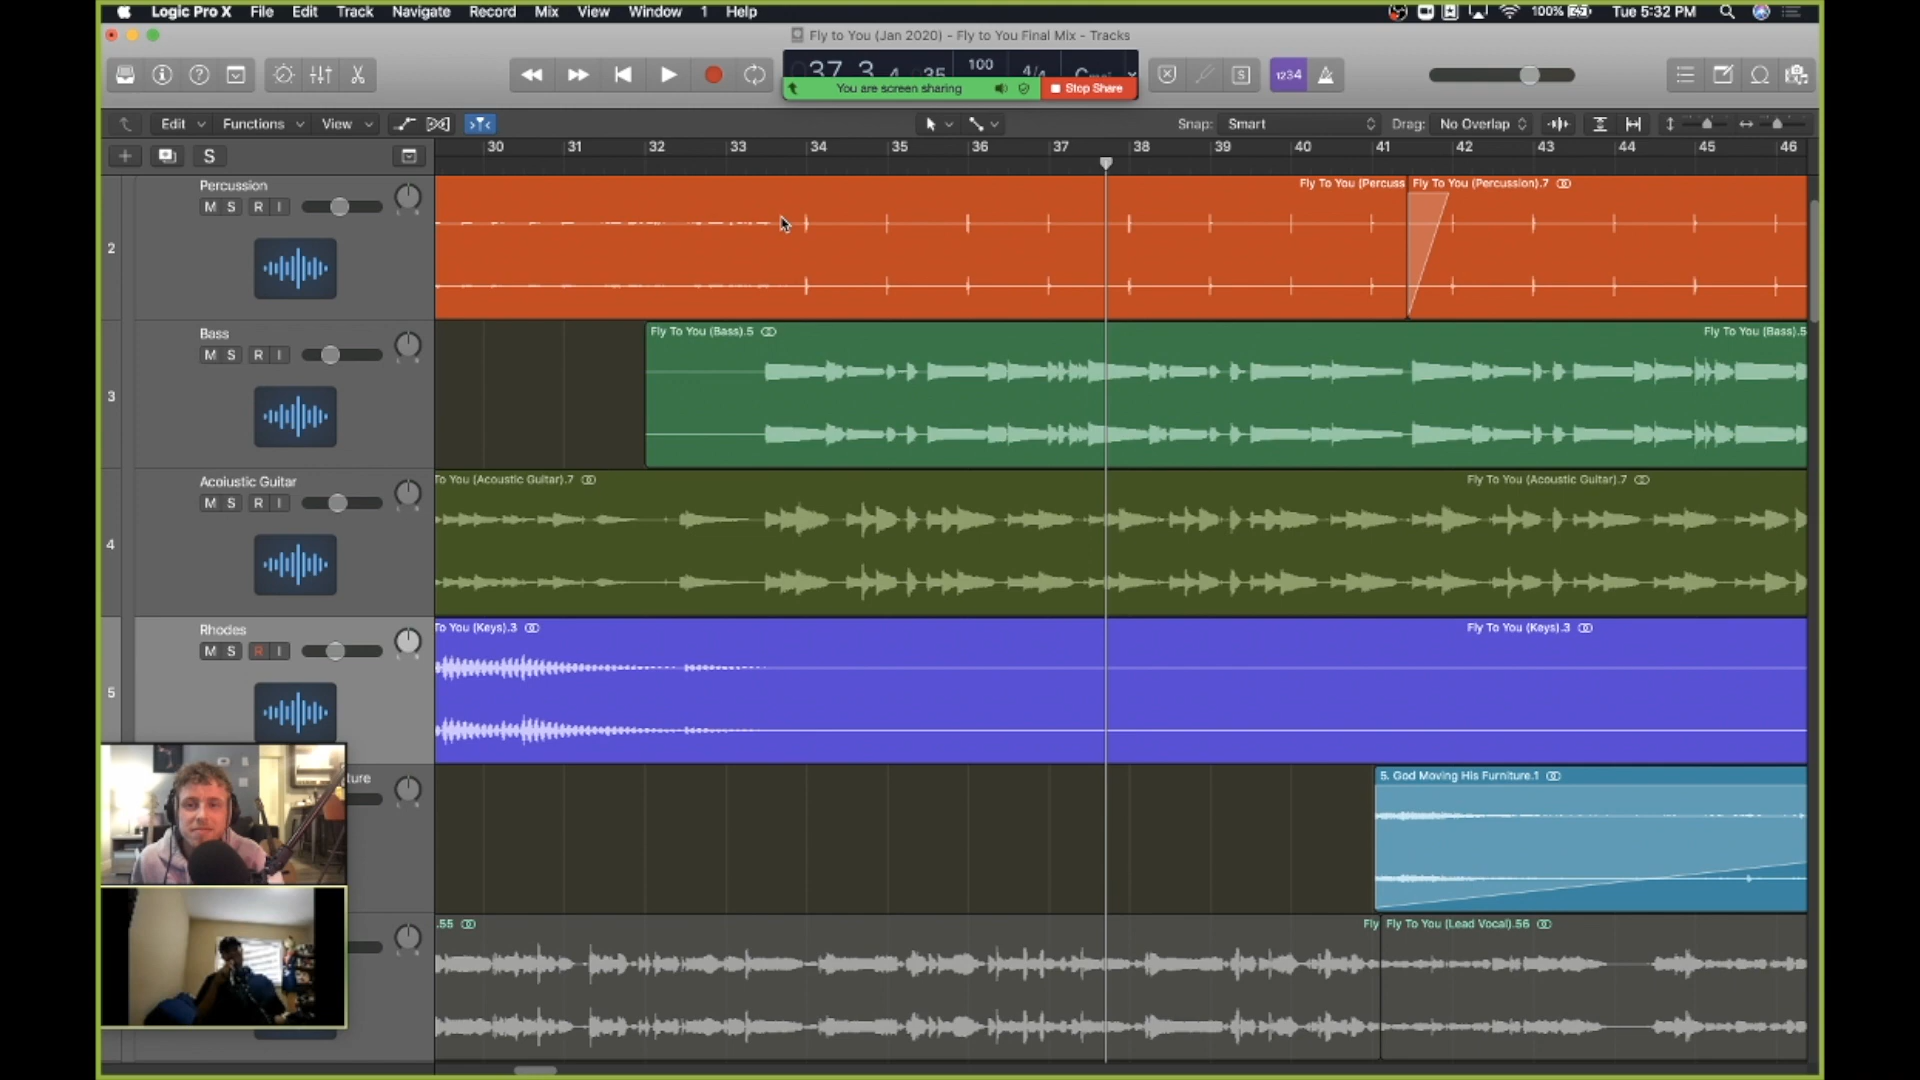 Logic Pro X File Edit Track Navigate Record Mix View Window 1 Help 100% Tue 5:32 PM
Fly to You (Jan 2020) - Fly to You Final Mix - Tracks
37 3 4 35 100 4/4 S 1234
You are screen sharing Stop Share
Edit Functions View Snap: Smart Drag: No Overlap
S 30 31 32 33 34 35 36 37 38 39 40 41 42 43 44 45 46
Percussion Fly To You (Percuss Fly To You (Percussion).7
M S R I
2
Bass Fly To You (Bass).5 Fly To You (Bass).5
M S R I
3
Acoiustic Guitar To You (Acoustic Guitar).7 Fly To You (Acoustic Guitar).7
M S R I
4
Rhodes To You (Keys).3 Fly To You (Keys).3
M S R I
5
ture 5. God Moving His Furniture.1
.55 Fly Fly To You (Lead Vocal).56